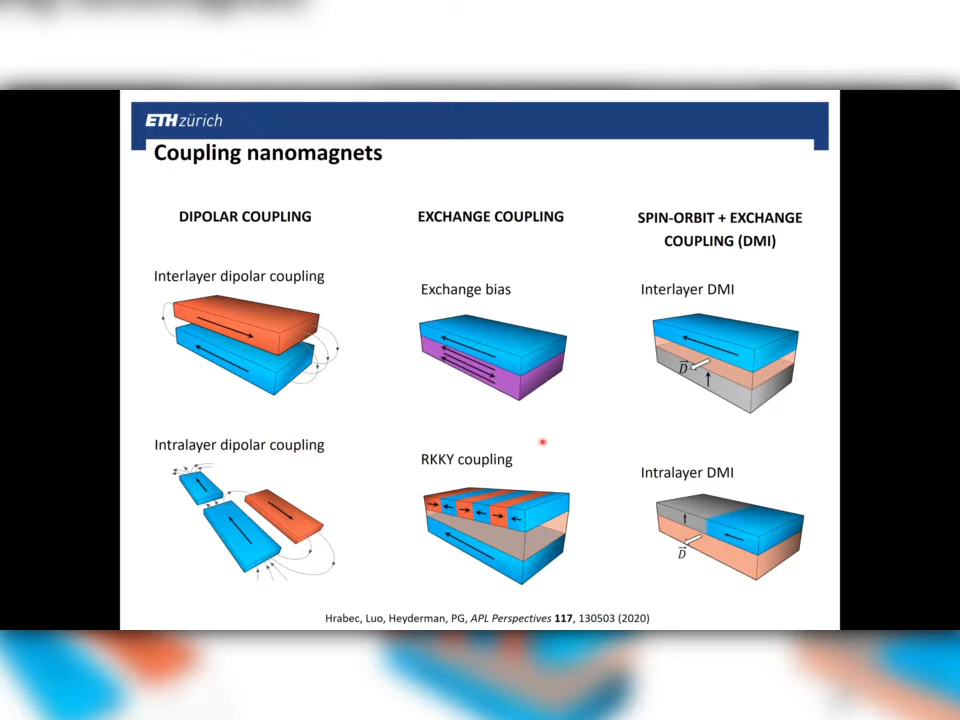 ETH zürich
Coupling nanomagnets
DIPOLAR COUPLING
Interlayer dipolar coupling
Intralayer dipolar coupling
EXCHANGE COUPLING
Exchange bias
RKKY coupling
SPIN-ORBIT + EXCHANGE
COUPLING (DMI)
Interlayer DMI
D⃗
Intralayer DMI
D⃗
Hrabec, Luo, Heyderman, PG, APL Perspectives 117, 130503 (2020)